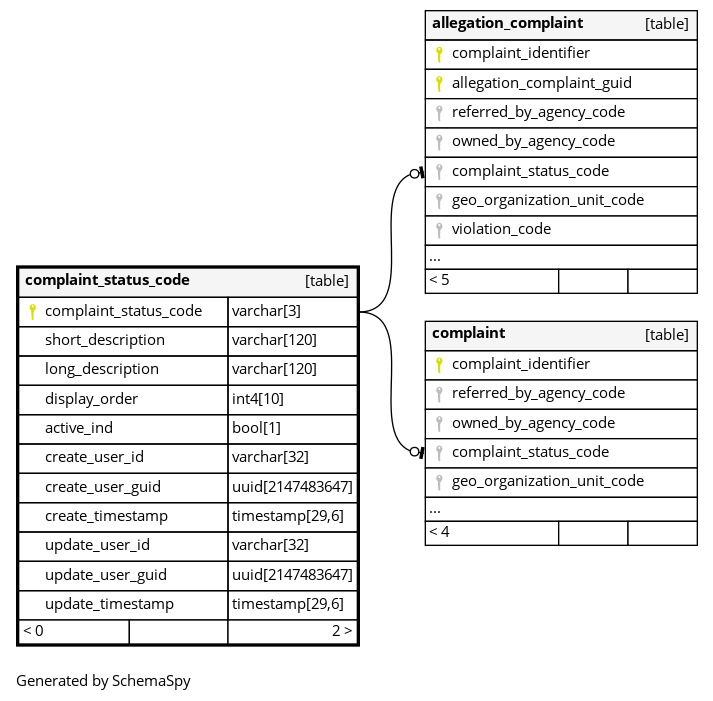 allegation_complaint [table]
complaint_identifier
allegation_complaint_guid
referred_by_agency_code
owned_by_agency_code
complaint_status_code
geo_organization_unit_code
violation_code
...
< 5
complaint_status_code [table]
complaint_status_code varchar[3]
short_description varchar[120]
long_description varchar[120]
display_order int4[10]
active_ind bool[1]
create_user_id varchar[32]
create_user_guid uuid[2147483647]
create_timestamp timestamp[29,6]
update_user_id varchar[32]
update_user_guid uuid[2147483647]
update_timestamp timestamp[29,6]
< 0 2 >
complaint [table]
complaint_identifier
referred_by_agency_code
owned_by_agency_code
complaint_status_code
geo_organization_unit_code
...
< 4
Generated by SchemaSpy